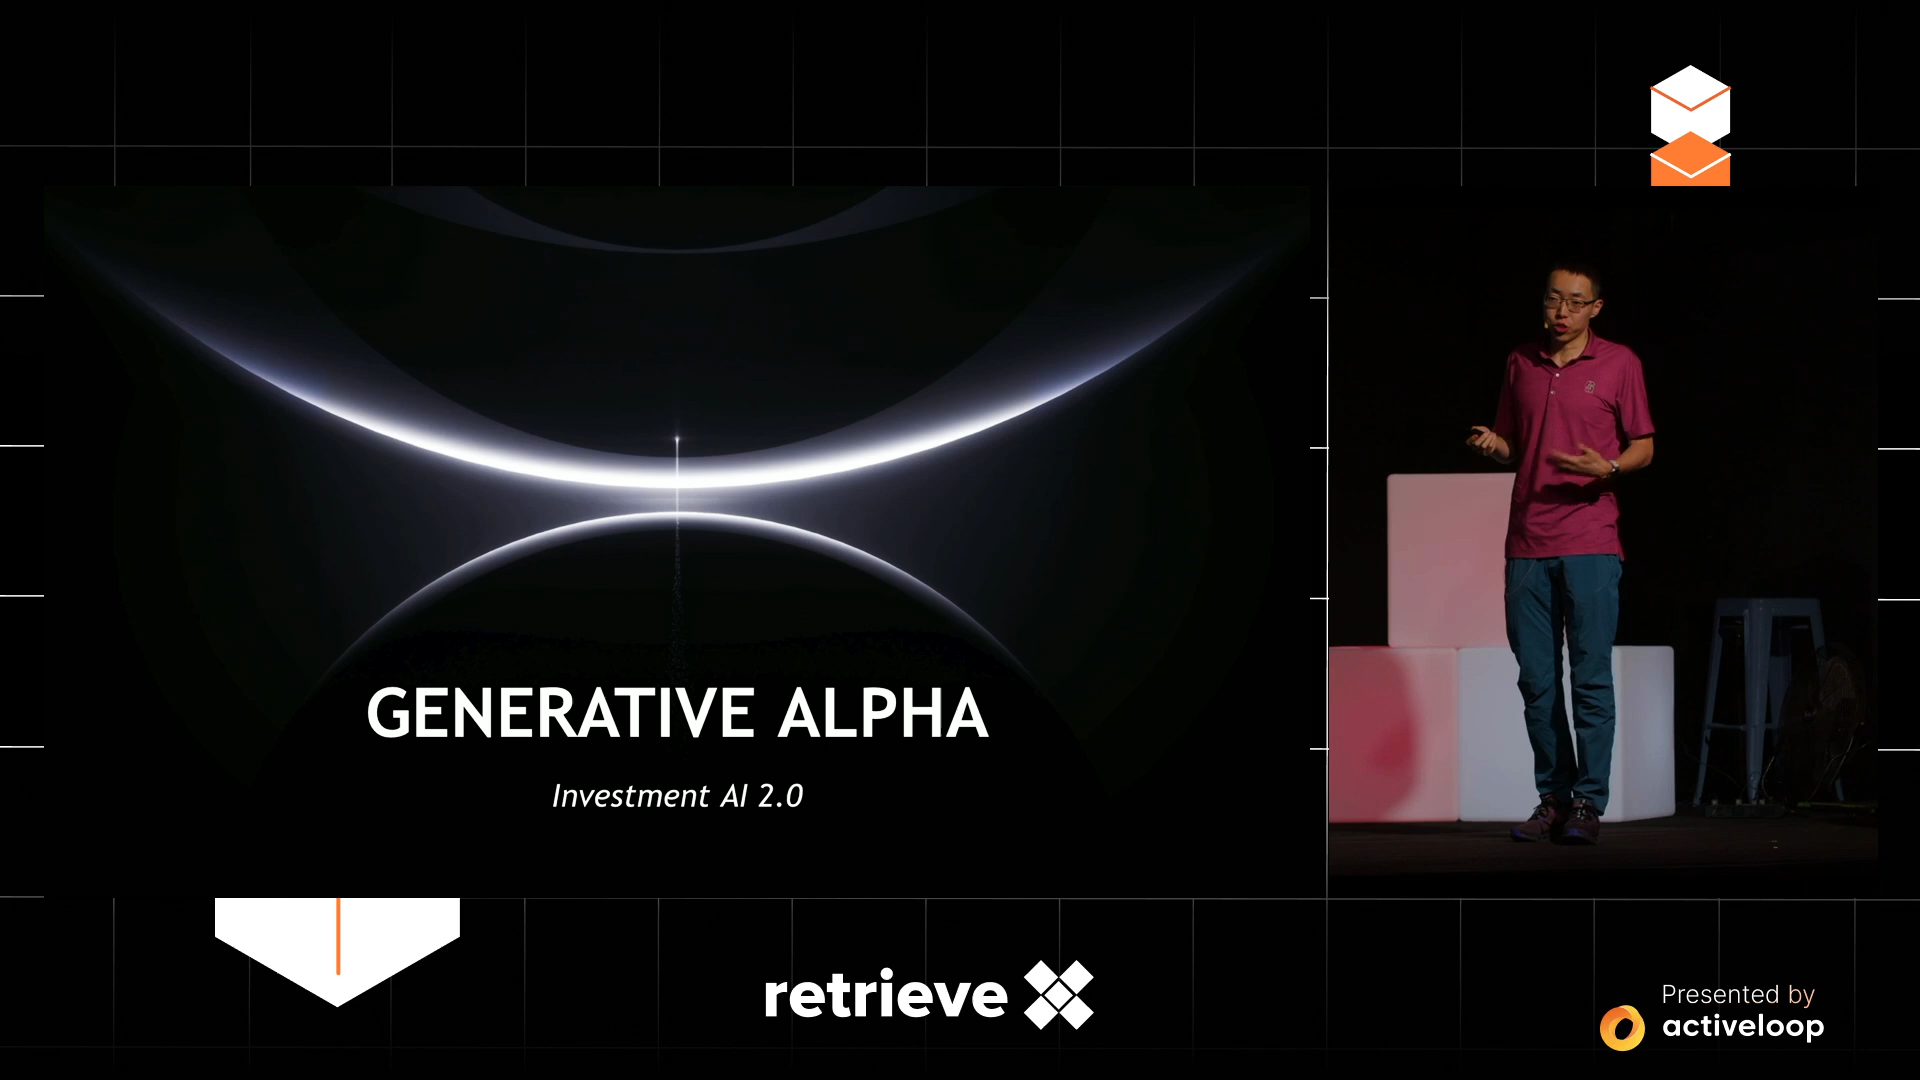 GENERATIVE ALPHA
Investment AI 2.0
retrieve
Presented by
activeloop